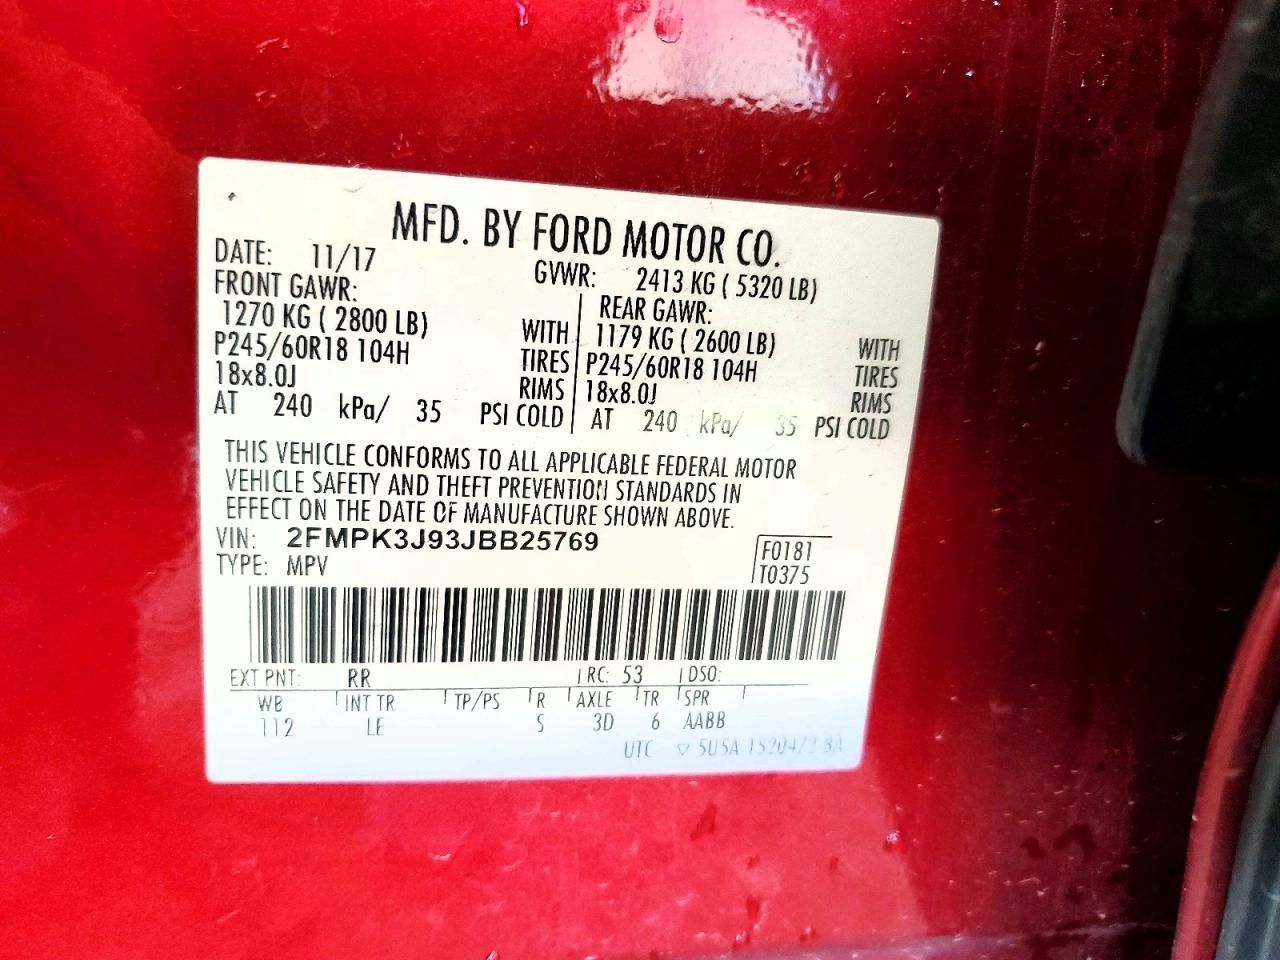 MFD. BY FORD MOTOR CO.
DATE: 11/17 GVWR: 2413 KG ( 5320 LB)
FRONT GAWR: REAR GAWR:
1270 KG ( 2800 LB) WITH 1179 KG ( 2600 LB) WITH
P245/60R18 104H TIRES P245/60R18 104H TIRES
18x8.0J RIMS 18x8.0J RIMS
AT 240 kPa/ 35 PSI COLD AT 240 kPa/ 35 PSI COLD
THIS VEHICLE CONFORMS TO ALL APPLICABLE FEDERAL MOTOR
VEHICLE SAFETY AND THEFT PREVENTION STANDARDS IN
EFFECT ON THE DATE OF MANUFACTURE SHOWN ABOVE.
VIN: 2FMPK3J93JBB25769 F0181
TYPE: MPV T0375
EXT PNT: RR RC: 53 DSO:
WB INT TR TP/PS R AXLE TR SPR
112 LE S 3D 6 AABB
UTC ▽ 5U5A-1520472-BA